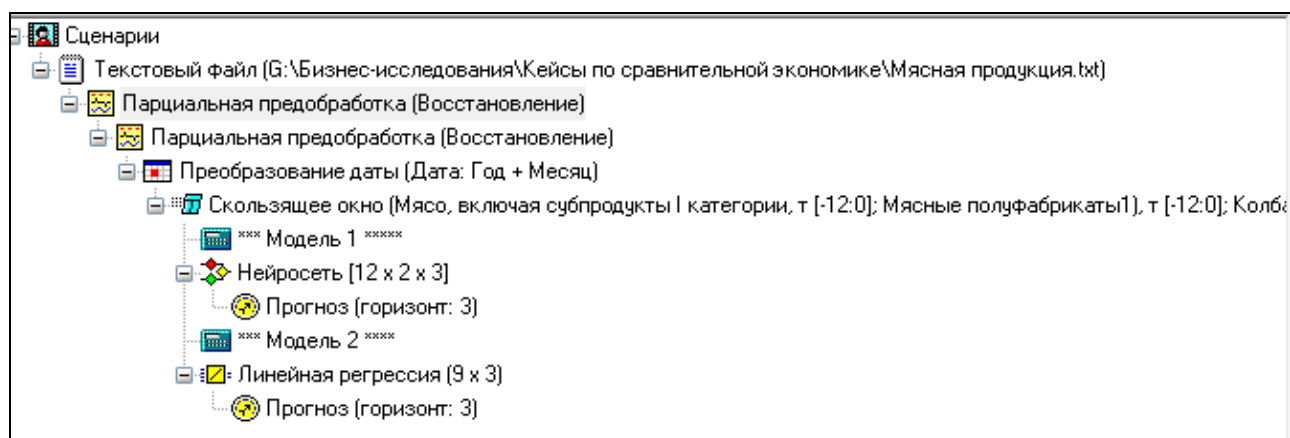 Сценарии
Текстовый файл (G:\Бизнес-исследования\Кейсы по сравнительной экономике\Мясная продукция.txt)
Парциальная предобработка (Восстановление)
Парциальная предобработка (Восстановление)
Преобразование даты (Дата: Год + Месяц)
Скользящее окно (Мясо, включая субпродукты I категории, т [-12:0]; Мясные полуфабрикаты1), т [-12:0]; Колба
*** Модель 1 *****
Нейросеть [12 x 2 x 3]
Прогноз (горизонт: 3)
*** Модель 2 ****
Линейная регрессия (9 x 3)
Прогноз (горизонт: 3)